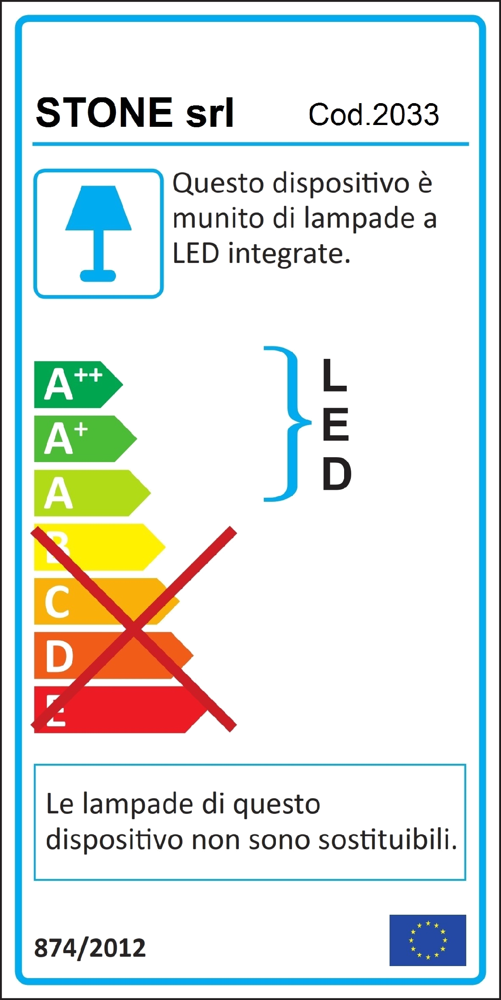 STONE srl Cod.2033
Questo dispositivo è
munito di lampade a
LED integrate.
A++
A+
A
B
C
D
E
L
E
D
Le lampade di questo
dispositivo non sono sostituibili.
874/2012